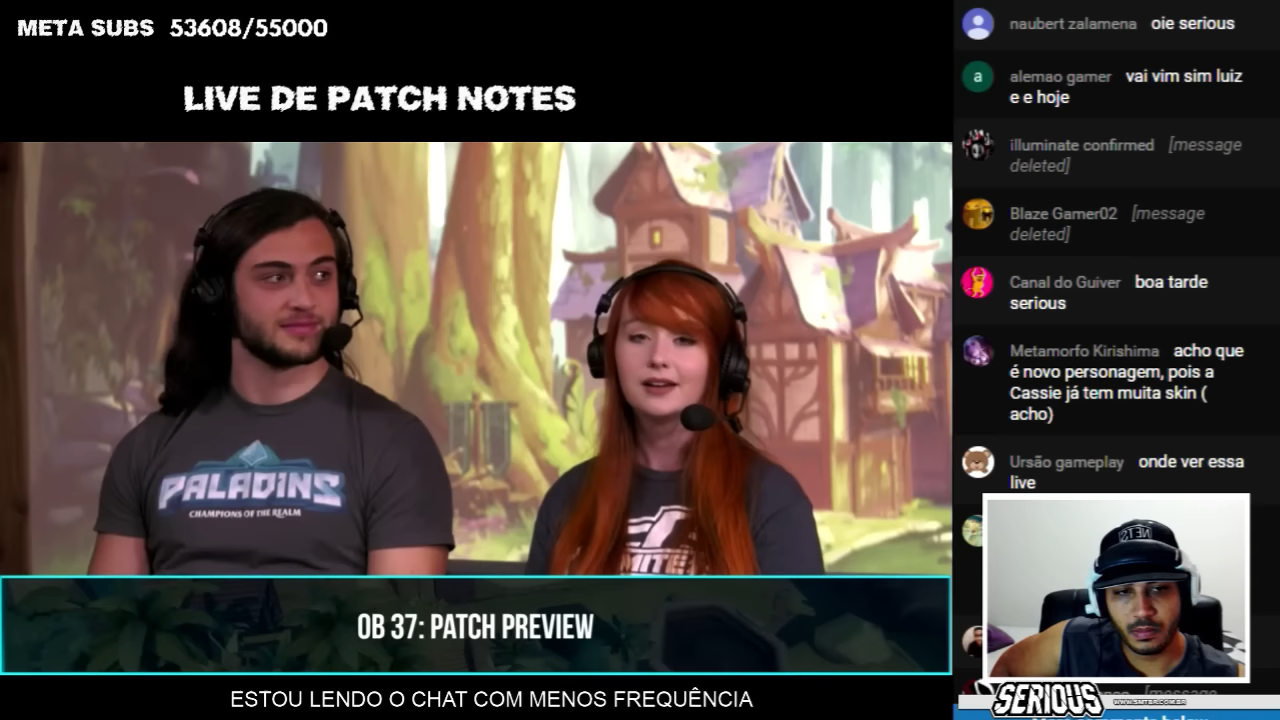 META SUBS 53608/55000
LIVE DE PATCH NOTES
PALADINS
CHAMPIONS OF THE REALM
OB 37: PATCH PREVIEW
ESTOU LENDO O CHAT COM MENOS FREQUÊNCIA
naubert zalamena oie serious
alemao gamer vai vim sim luiz
e e hoje
illuminate confirmed [message
deleted]
Blaze Gamer02 [message
deleted]
Canal do Guiver boa tarde
serious
Metamorfo Kirishima acho que
é novo personagem, pois a
Cassie já tem muita skin (
acho)
Ursão gameplay onde ver essa
live
NETS
[message
SERIOUS